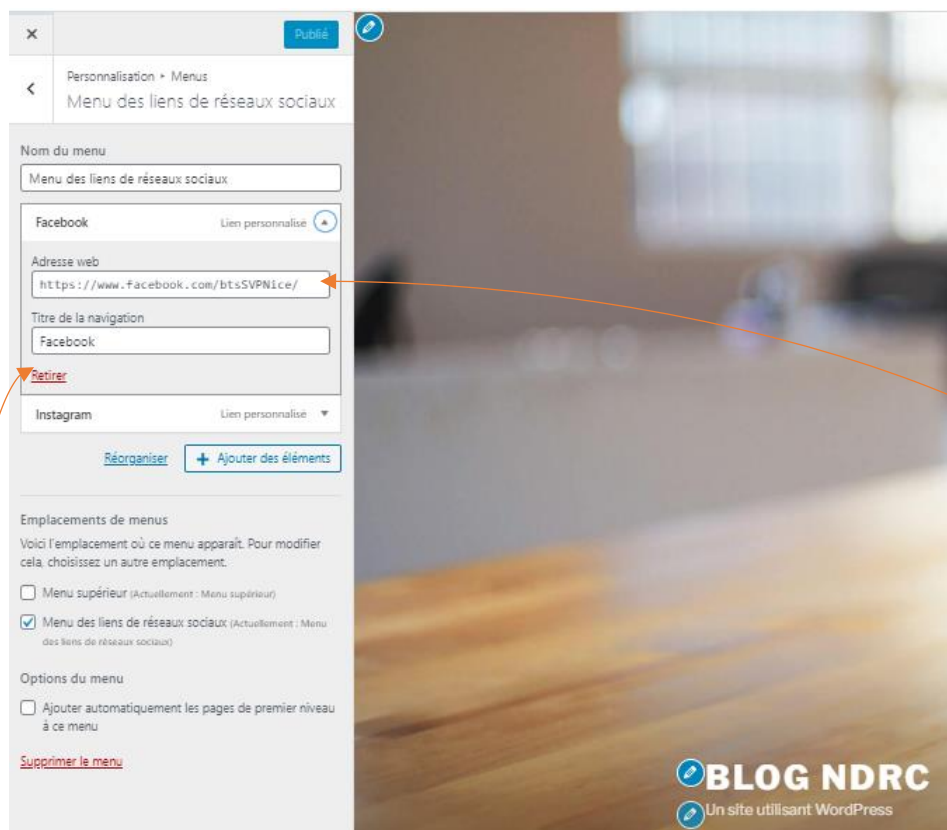 Publié
Personnalisation ▸ Menus
Menu des liens de réseaux sociaux
Nom du menu
Menu des liens de réseaux sociaux
Facebook Lien personnalisé
Adresse web
https://www.facebook.com/btsSVPNice/
Titre de la navigation
Facebook
Retirer
Instagram Lien personnalisé
Réorganiser + Ajouter des éléments
Emplacements de menus
Voici l'emplacement où ce menu apparaît. Pour modifier
cela, choisissez un autre emplacement.
Menu supérieur (Actuellement : Menu supérieur)
Menu des liens de réseaux sociaux (Actuellement : Menu
des liens de réseaux sociaux)
Options du menu
Ajouter automatiquement les pages de premier niveau
à ce menu
Supprimer le menu
BLOG NDRC
Un site utilisant WordPress